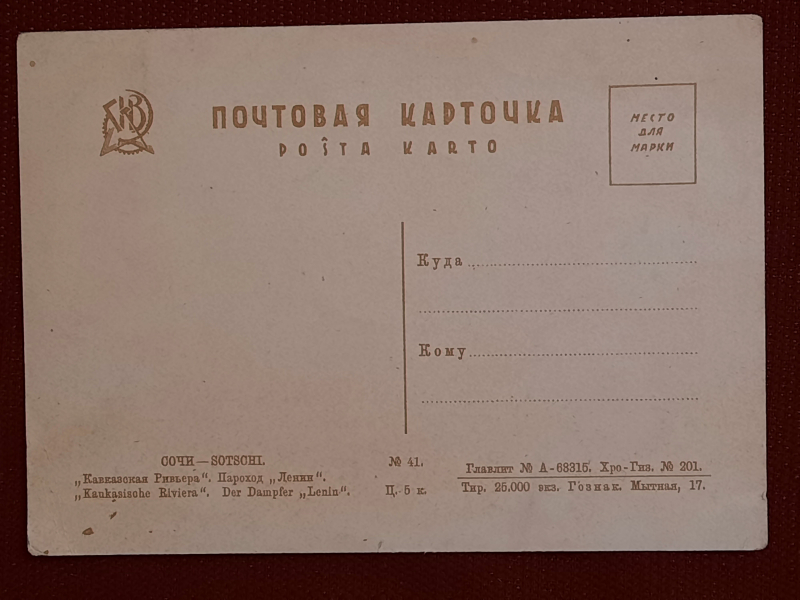 ПОЧТОВАЯ КАРТОЧКА
POŜTA KARTO
МЕСТО
ДЛЯ
МАРКИ
Куда
Кому
СОЧИ—SOTSCHI.
„Кавказская Ривьера“. Пароход „Ленин“.
„Kaukasische Riviera“. Der Dampfer „Lenin“.
№ 41.
Ц. 5 к.
Главлит № А-68315. Хро-Гиз. № 201.
Тир. 25.000 экз. Гознак. Мытная, 17.